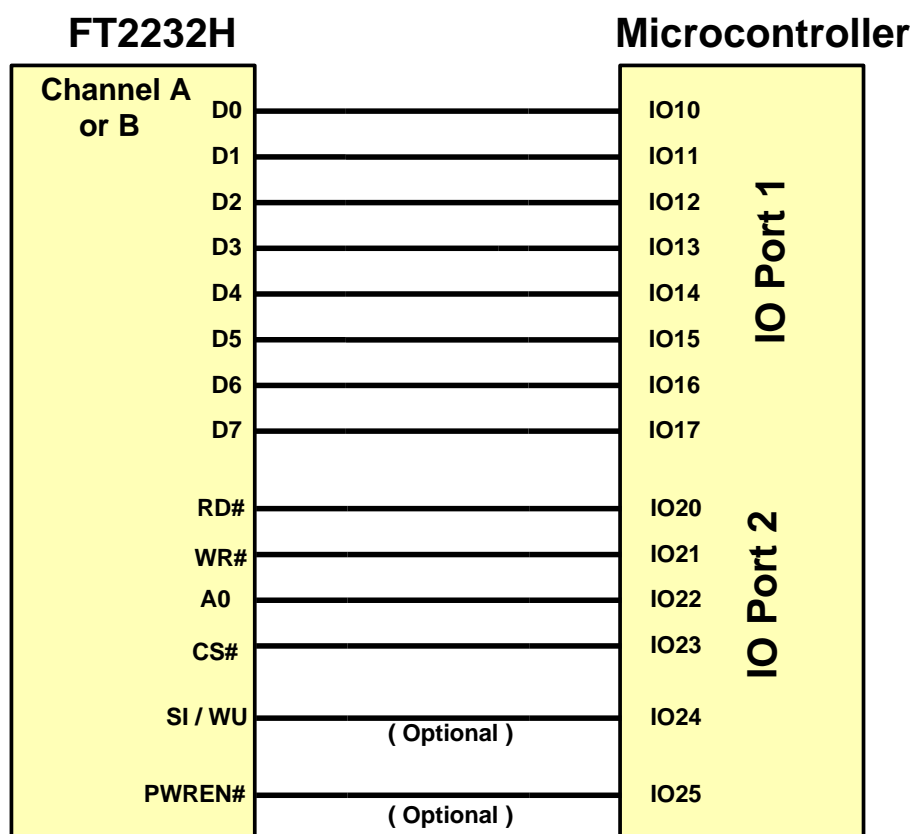 FT2232H Microcontroller
Channel A
or B
D0 IO10
D1 IO11
D2 IO12
D3 IO13
D4 IO14
D5 IO15
D6 IO16
D7 IO17
IO Port 1
RD# IO20
WR# IO21
A0 IO22
CS# IO23
IO Port 2
SI / WU IO24
( Optional )
PWREN# IO25
( Optional )